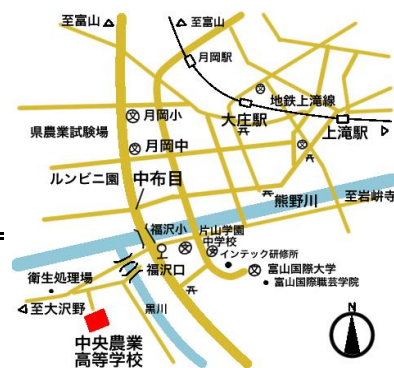 至富山
至富山
月岡駅
地鉄上滝線
月岡小
大庄駅
県農業試験場
上滝駅
月岡中
ルンビニ園
中布目
熊野川
至岩峅寺
福沢小
片山学園
中学校
インテック研修所
福沢口
富山国際大学
衛生処理場
富山国際職芸学院
至大沢野
黒川
中央農業
高等学校
N